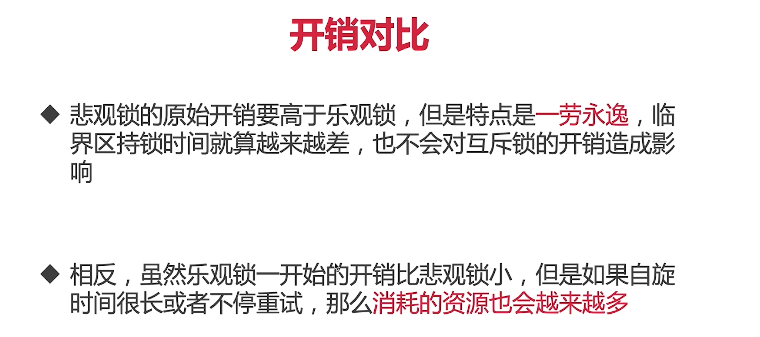 开销对比
悲观锁的原始开销要高于乐观锁，但是特点是一劳永逸，临
界区持锁时间就算越来越差，也不会对互斥锁的开销造成影
响
相反，虽然乐观锁一开始的开销比悲观锁小，但是如果自旋
时间很长或者不停重试，那么消耗的资源也会越来越多